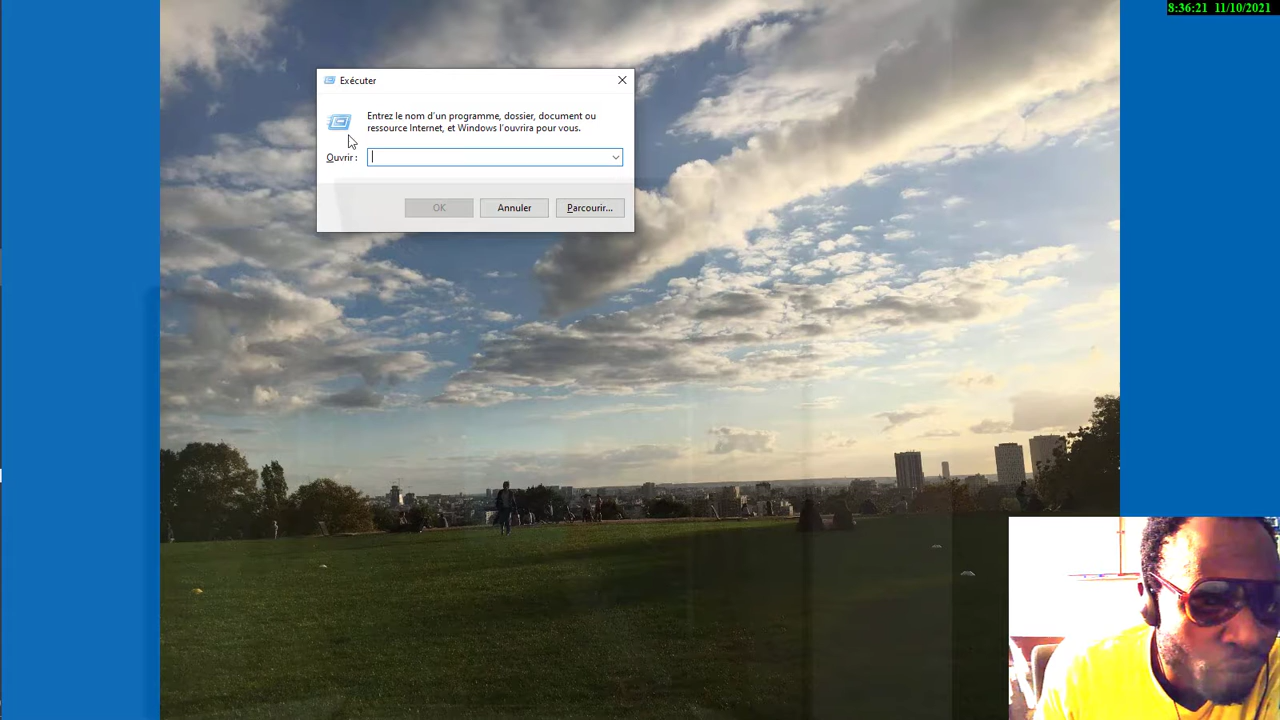 8:36:21 11/10/2021
Exécuter
Entrez le nom d'un programme, dossier, document ou
ressource Internet, et Windows l'ouvrira pour vous.
Ouvrir :
OK
Annuler
Parcourir...